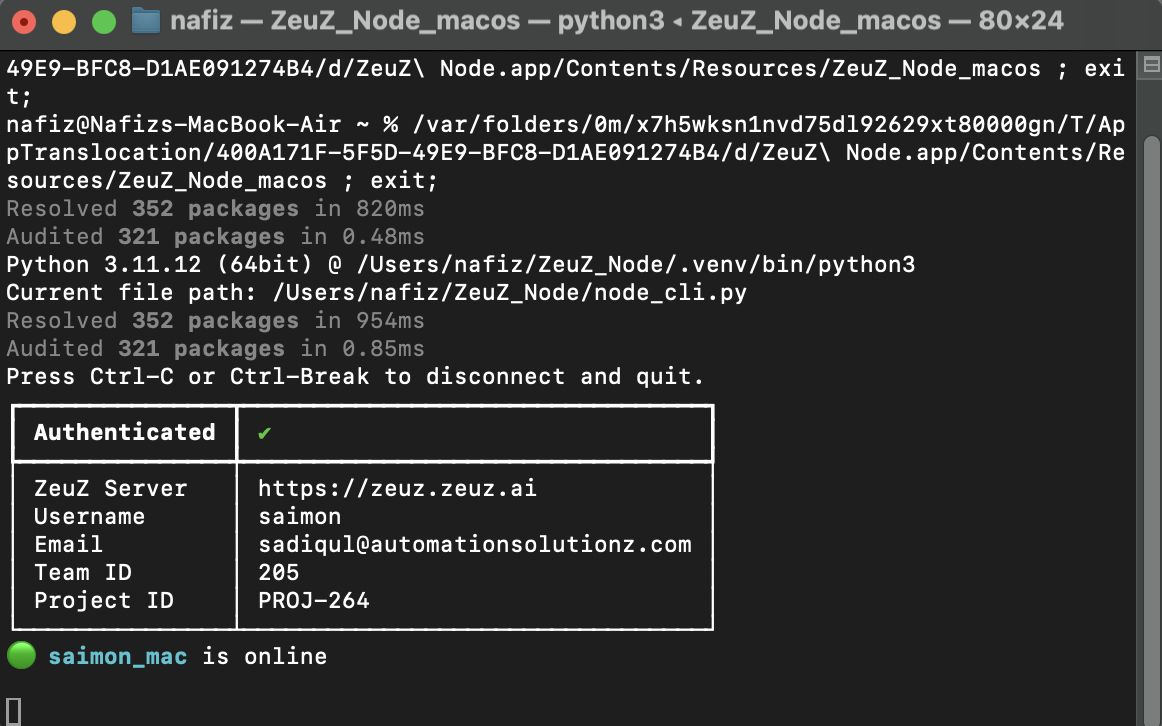 nafiz — ZeuZ_Node_macos — python3 ◂ ZeuZ_Node_macos — 80×24
49E9-BFC8-D1AE091274B4/d/ZeuZ\ Node.app/Contents/Resources/ZeuZ_Node_macos ; exi
t;
nafiz@Nafizs-MacBook-Air ~ % /var/folders/0m/x7h5wksn1nvd75dl92629xt80000gn/T/Ap
pTranslocation/400A171F-5F5D-49E9-BFC8-D1AE091274B4/d/ZeuZ\ Node.app/Contents/Re
sources/ZeuZ_Node_macos ; exit;
Resolved 352 packages in 820ms
Audited 321 packages in 0.48ms
Python 3.11.12 (64bit) @ /Users/nafiz/ZeuZ_Node/.venv/bin/python3
Current file path: /Users/nafiz/ZeuZ_Node/node_cli.py
Resolved 352 packages in 954ms
Audited 321 packages in 0.85ms
Press Ctrl-C or Ctrl-Break to disconnect and quit.
Authenticated ✔
ZeuZ Server https://zeuz.zeuz.ai
Username saimon
Email sadiqul@automationsolutionz.com
Team ID 205
Project ID PROJ-264
saimon_mac is online